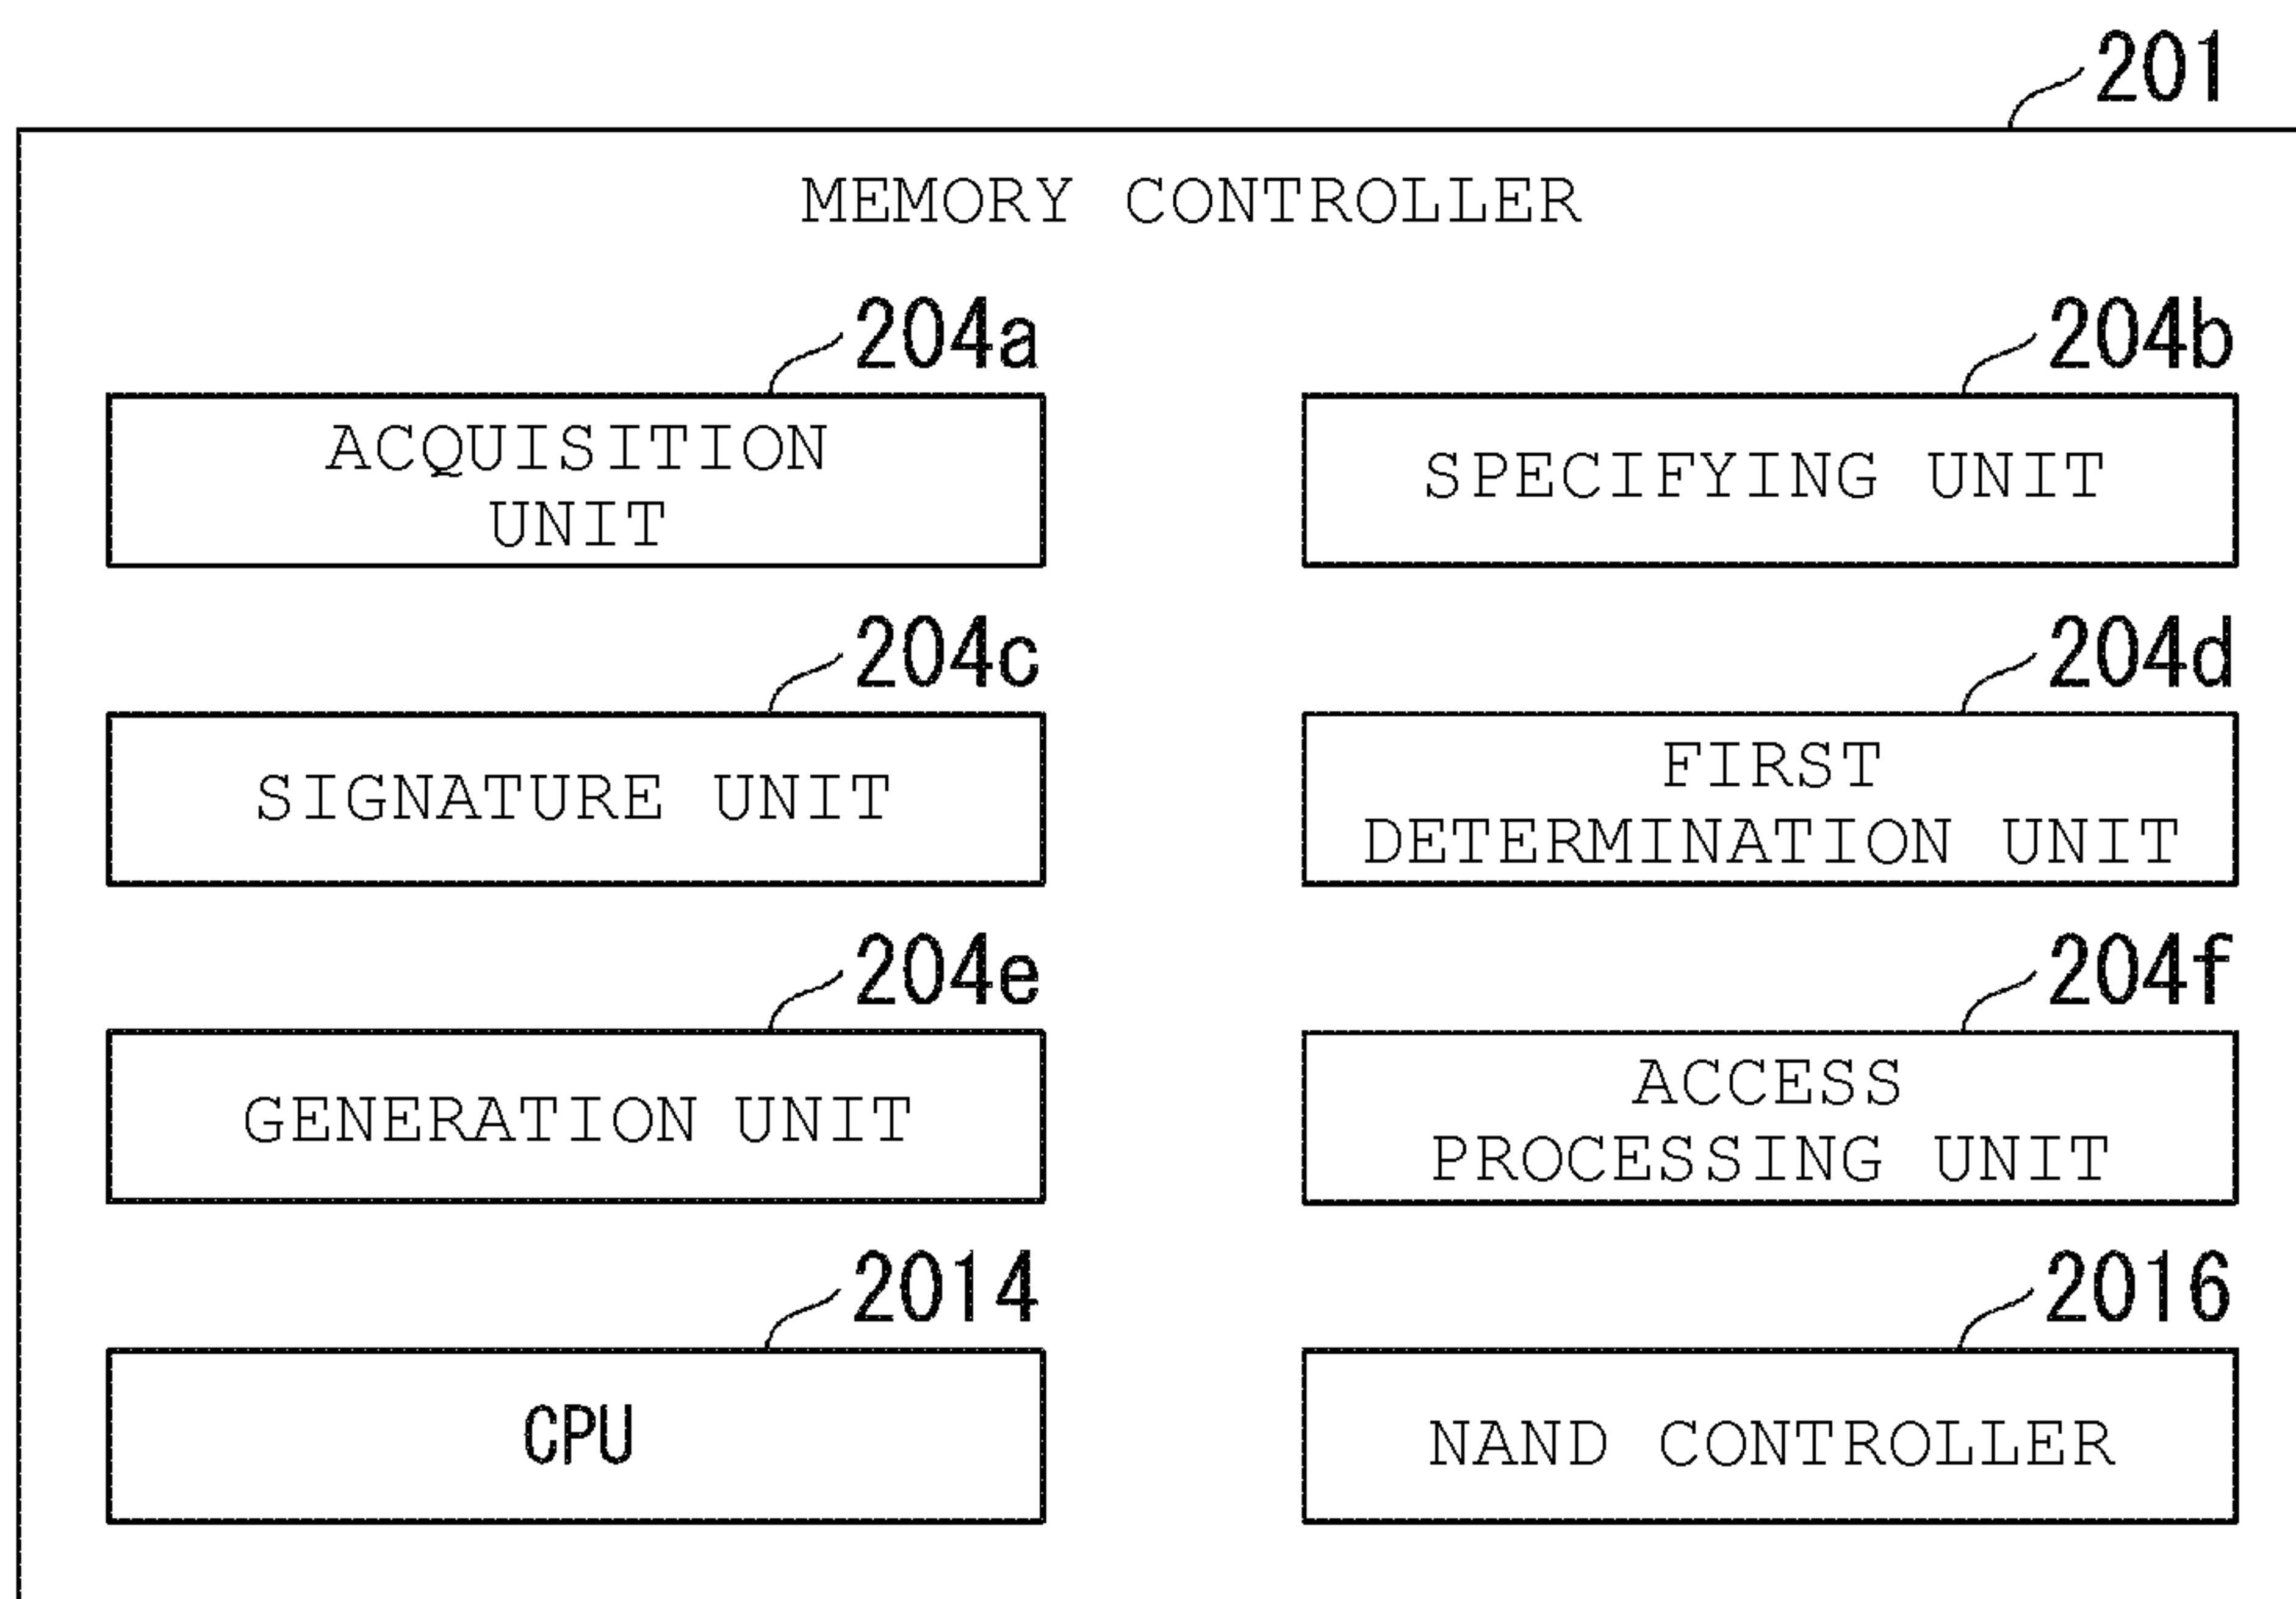 201
MEMORY CONTROLLER
204a
204b
ACQUISITION
UNIT
SPECIFYING UNIT
204c
204d
SIGNATURE UNIT
FIRST
DETERMINATION UNIT
204e
204f
GENERATION UNIT
ACCESS
PROCESSING UNIT
2014
2016
CPU
NAND CONTROLLER